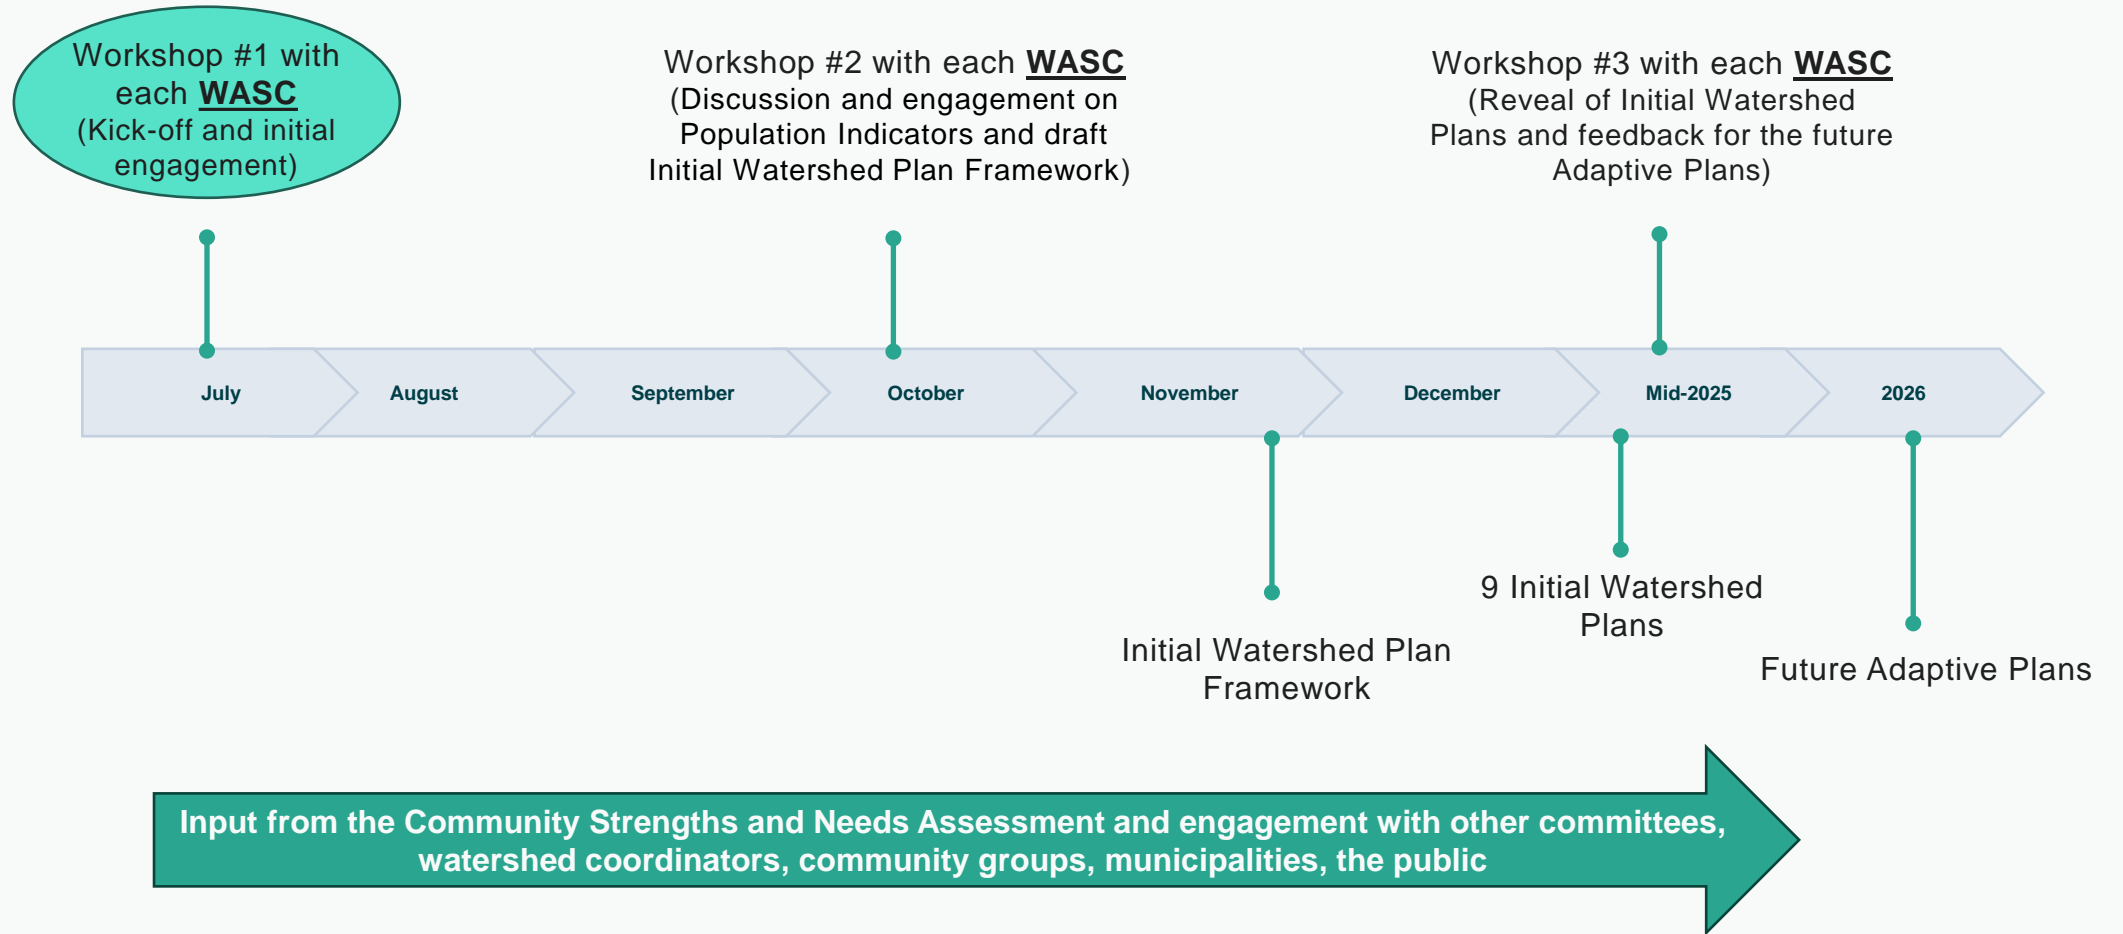 Workshop #1 with
each WASC
(Kick-off and initial
engagement)
Workshop #2 with each WASC
(Discussion and engagement on
Population Indicators and draft
Initial Watershed Plan Framework)
Workshop #3 with each WASC
(Reveal of Initial Watershed
Plans and feedback for the future
Adaptive Plans)
July
August
September
October
November
December
Mid-2025
2026
Initial Watershed Plan
Framework
9 Initial Watershed
Plans
Future Adaptive Plans
Input from the Community Strengths and Needs Assessment and engagement with other committees,
watershed coordinators, community groups, municipalities, the public